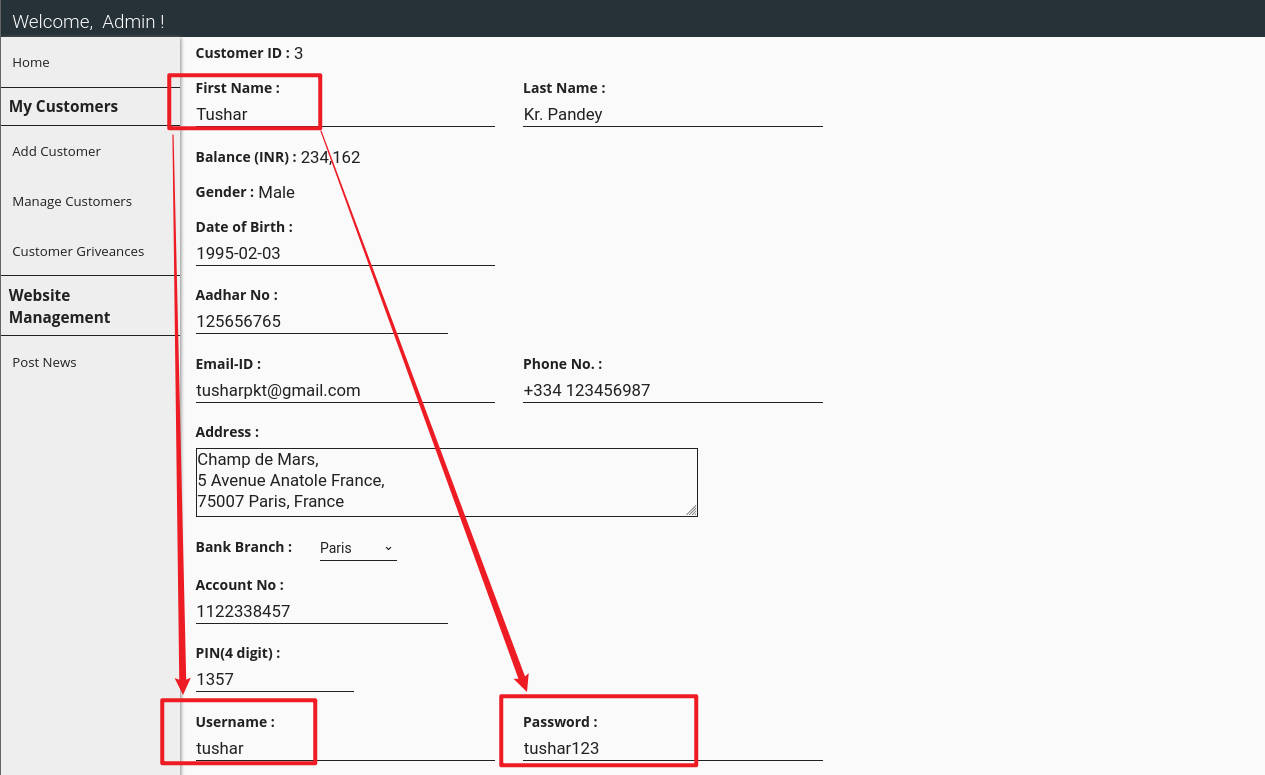 Welcome,  Admin !
Home
My Customers
Add Customer
Manage Customers
Customer Griveances
Website
Management
Post News
Customer ID : 3
First Name :
Tushar
Last Name :
Kr. Pandey
Balance (INR) : 234,162
Gender : Male
Date of Birth :
1995-02-03
Aadhar No :
125656765
Email-ID :
tusharpkt@gmail.com
Phone No. :
+334 123456987
Address :
Champ de Mars,
5 Avenue Anatole France,
75007 Paris, France
Bank Branch : Paris
Account No :
1122338457
PIN(4 digit) :
1357
Username :
tushar
Password :
tushar123